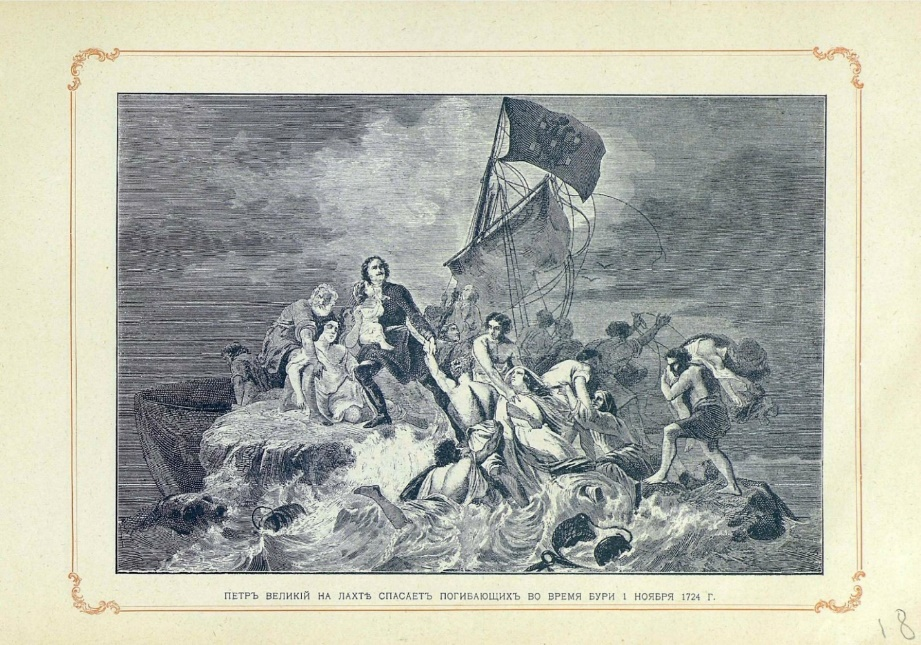 ПЕТРЪ ВЕЛИКІЙ НА ЛАХТѢ СПАСАЕТЪ ПОГИБАЮЩИХЪ ВО ВРЕМЯ БУРИ 1 НОЯБРЯ 1724 Г.
18